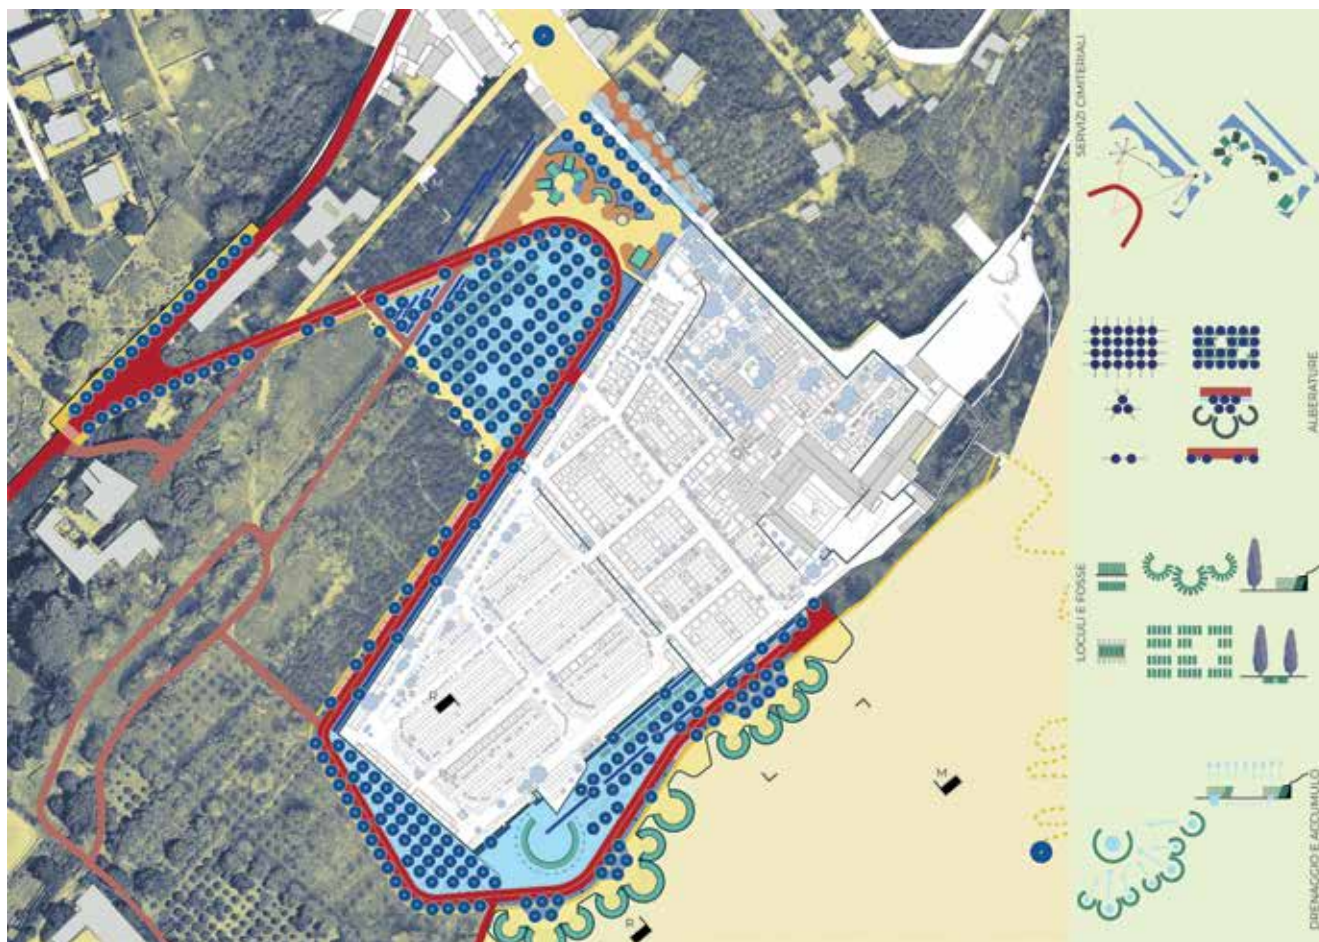 SERVIZI CIMITERIALI
ALBERATURE
LOCULI E FOSSE
DRENAGGIO E ACCUMULO
M
R
M
R